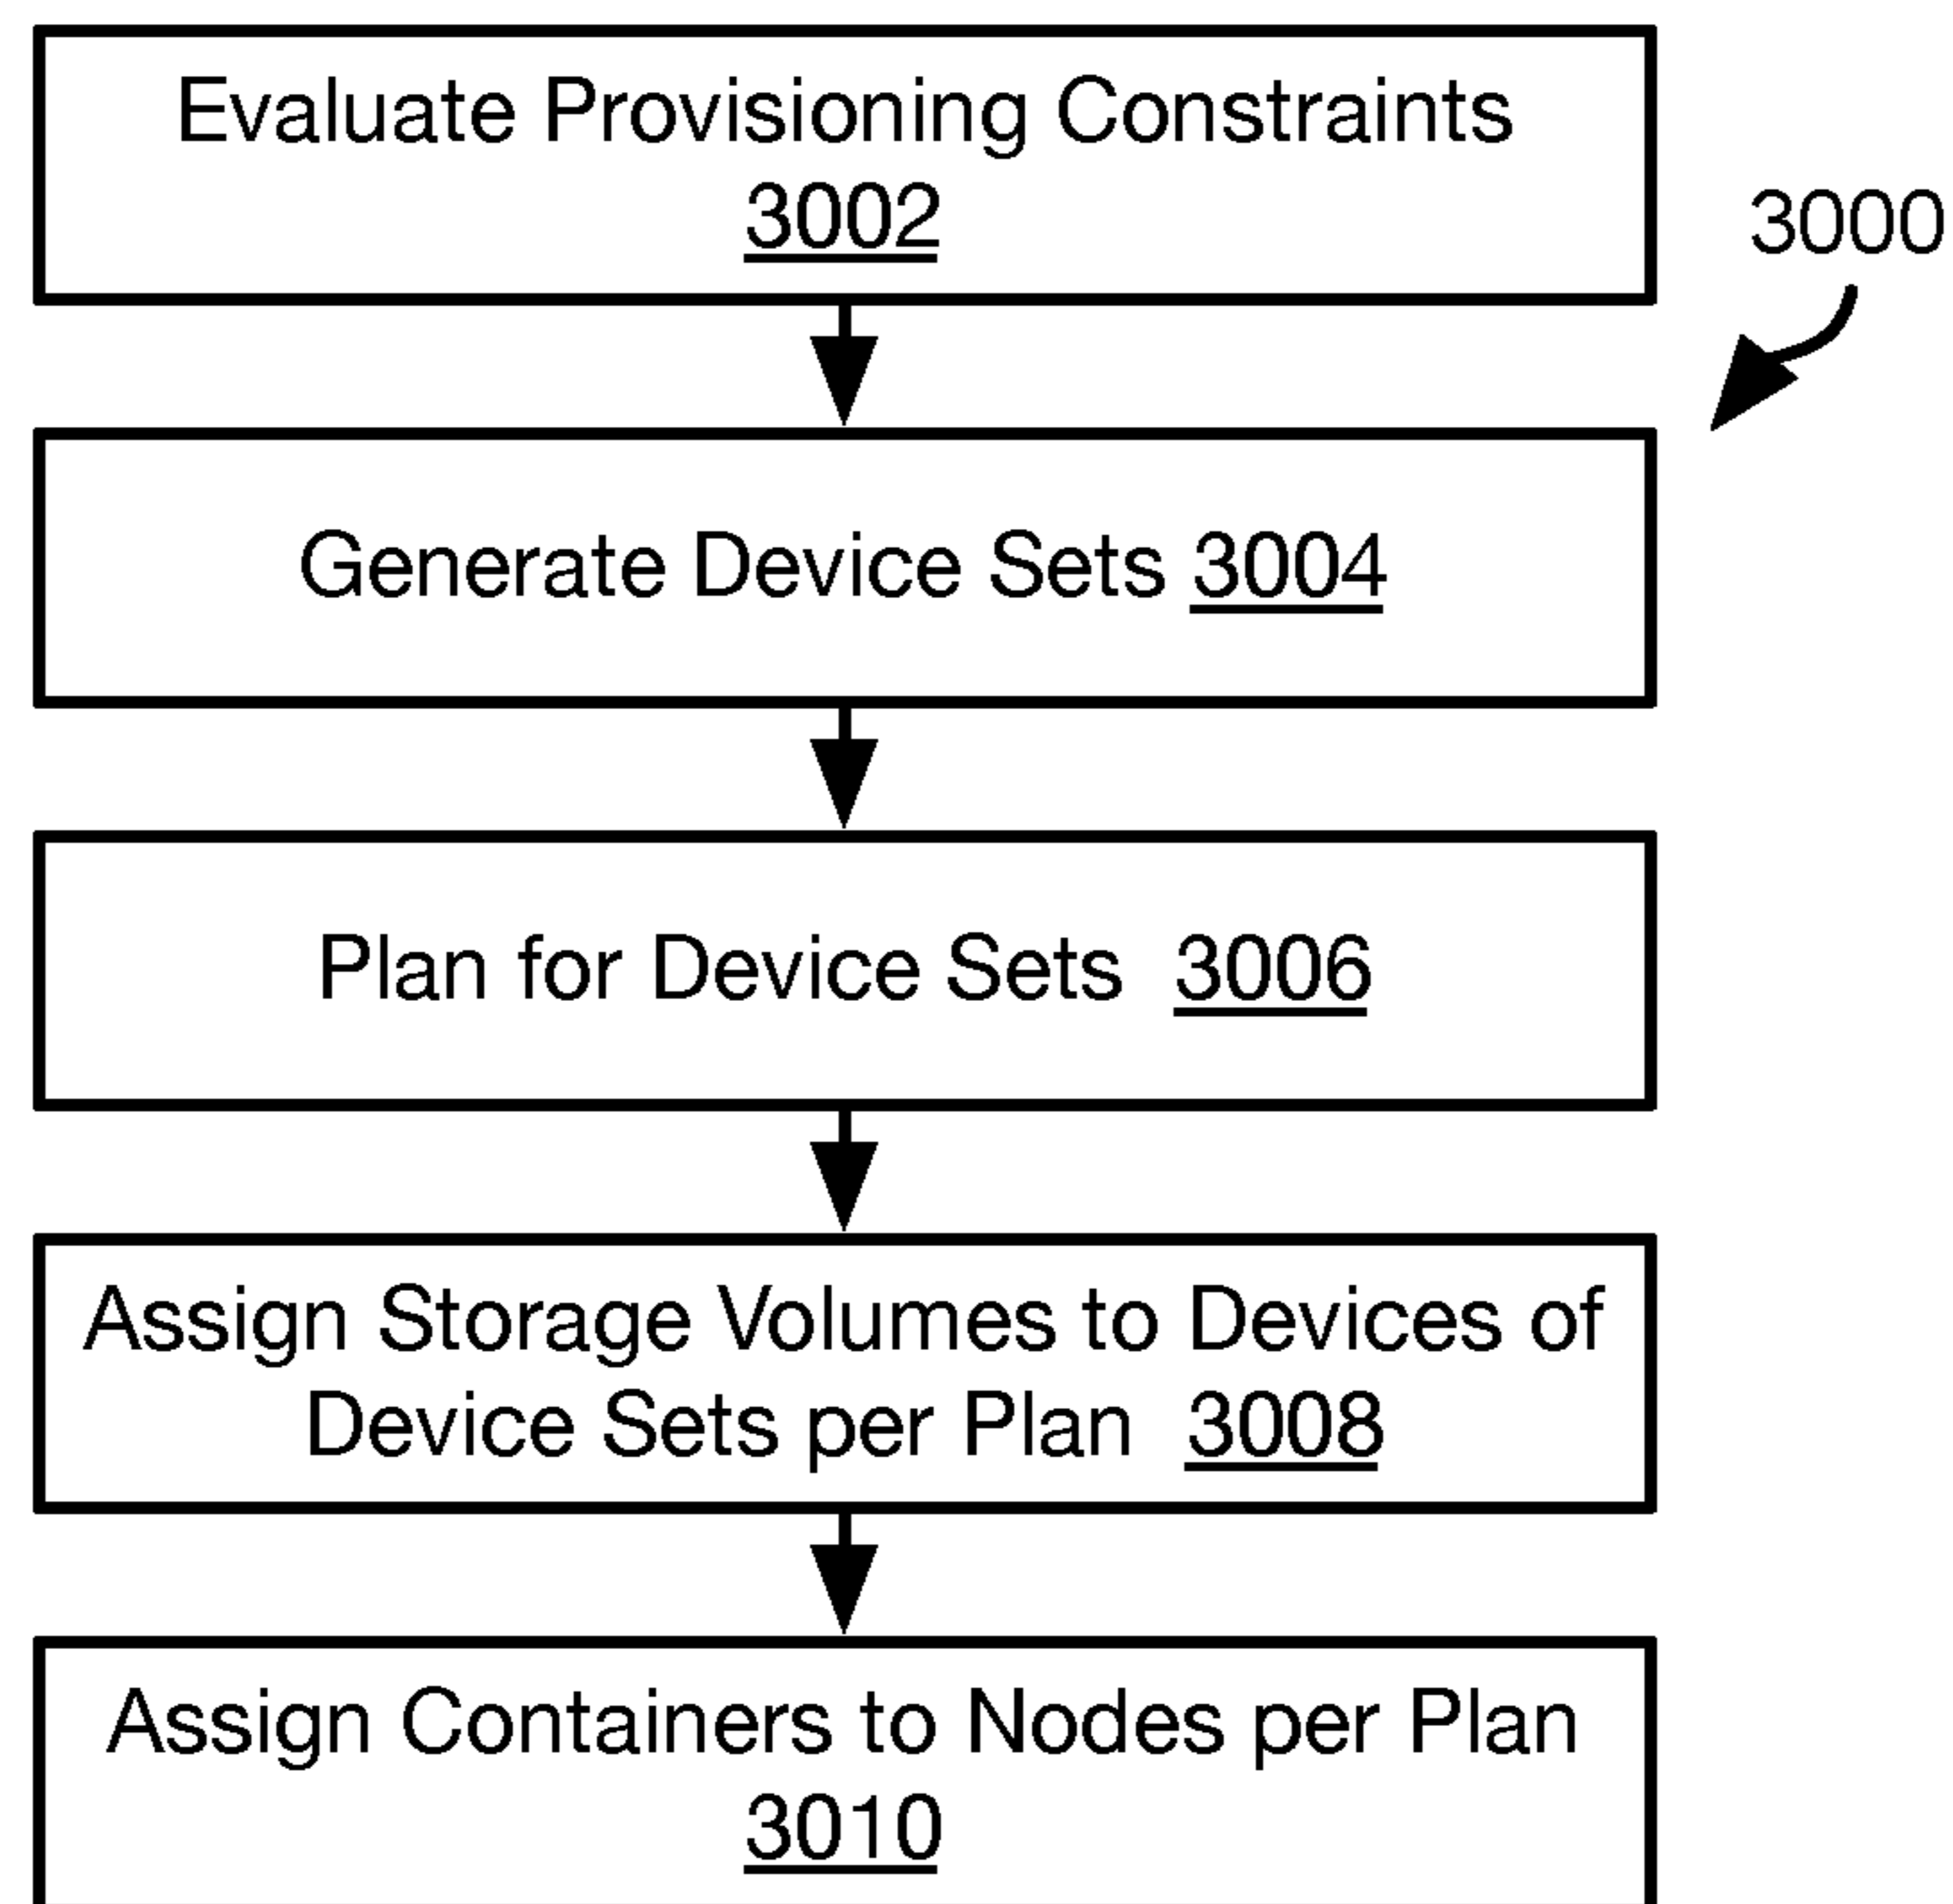 Evaluate Provisioning Constraints
3002
3000
Generate Device Sets 3004
Plan for Device Sets 3006
Assign Storage Volumes to Devices of
Device Sets per Plan 3008
Assign Containers to Nodes per Plan
3010